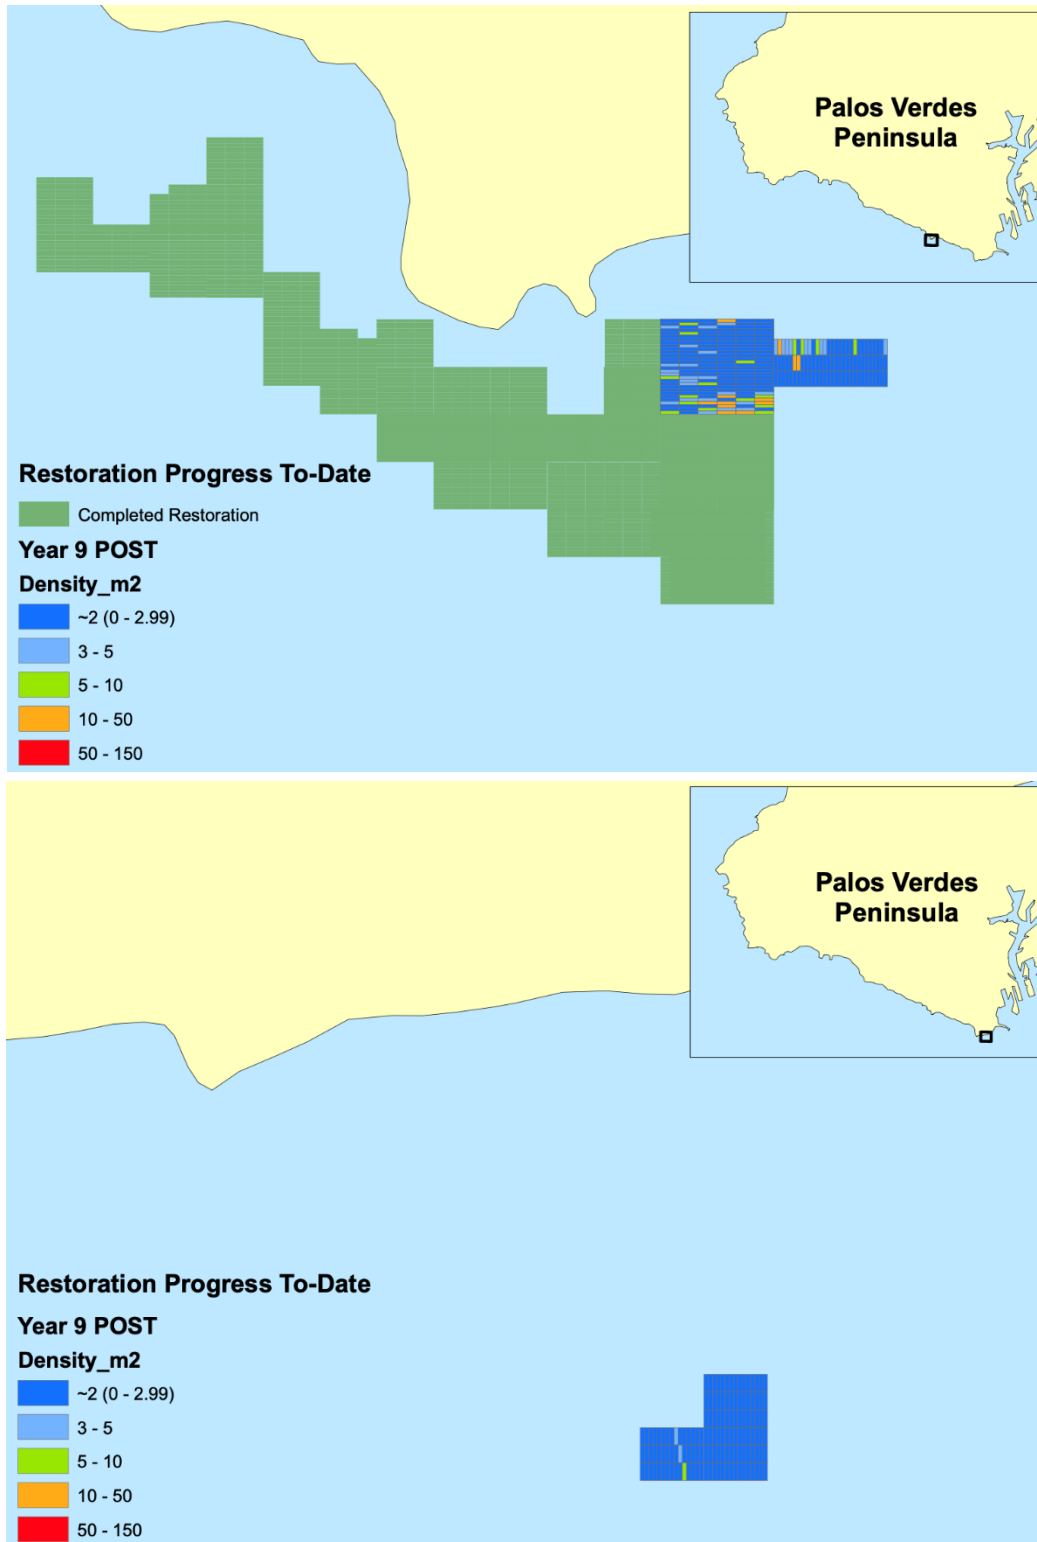 Palos Verdes
Peninsula
Restoration Progress To-Date
Completed Restoration
Year 9 POST
Density_m2
~2 (0 - 2.99)
3 - 5
5 - 10
10 - 50
50 - 150
Palos Verdes
Peninsula
Restoration Progress To-Date
Year 9 POST
Density_m2
~2 (0 - 2.99)
3 - 5
5 - 10
10 - 50
50 - 150